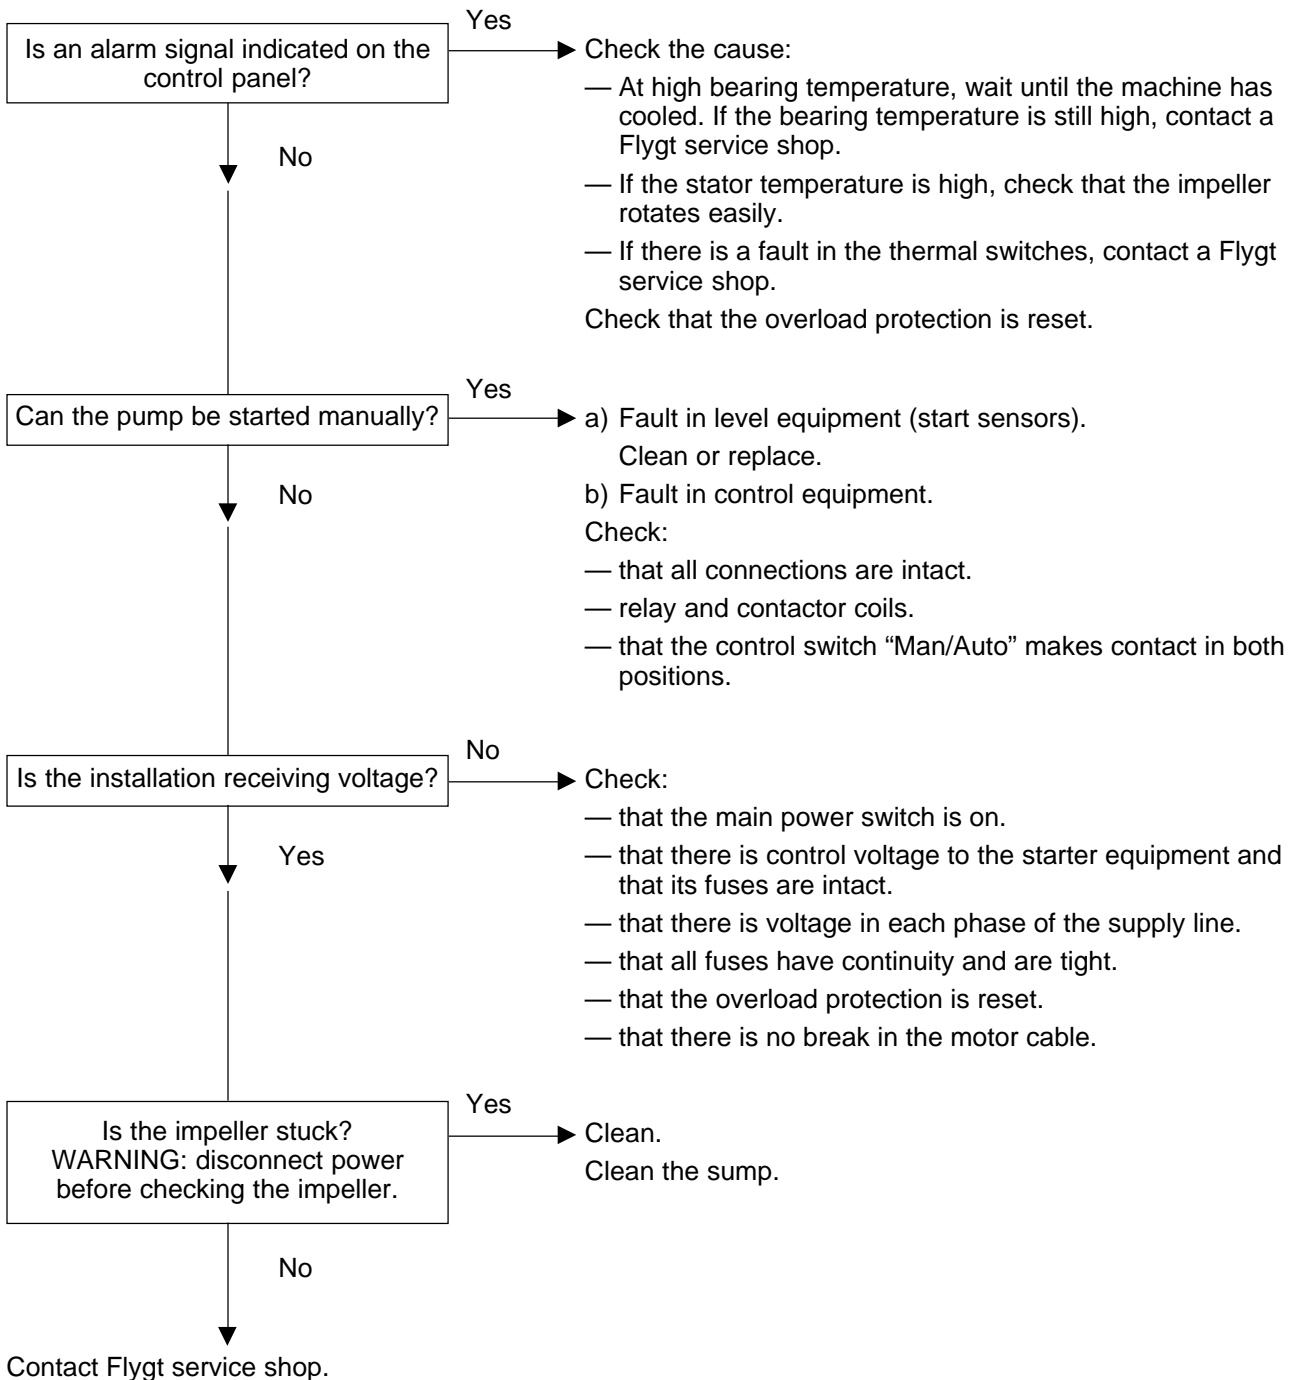 Is an alarm signal indicated on the
control panel?
Yes
Check the cause:
— At high bearing temperature, wait until the machine has
cooled. If the bearing temperature is still high, contact a
Flygt service shop.
— If the stator temperature is high, check that the impeller
rotates easily.
— If there is a fault in the thermal switches, contact a Flygt
service shop.
Check that the overload protection is reset.
No
Can the pump be started manually?
Yes
a) Fault in level equipment (start sensors).
Clean or replace.
b) Fault in control equipment.
Check:
— that all connections are intact.
— relay and contactor coils.
— that the control switch “Man/Auto” makes contact in both
positions.
No
Is the installation receiving voltage?
No
Check:
— that the main power switch is on.
— that there is control voltage to the starter equipment and
that its fuses are intact.
— that there is voltage in each phase of the supply line.
— that all fuses have continuity and are tight.
— that the overload protection is reset.
— that there is no break in the motor cable.
Yes
Is the impeller stuck?
WARNING: disconnect power
before checking the impeller.
Yes
Clean.
Clean the sump.
No
Contact Flygt service shop.